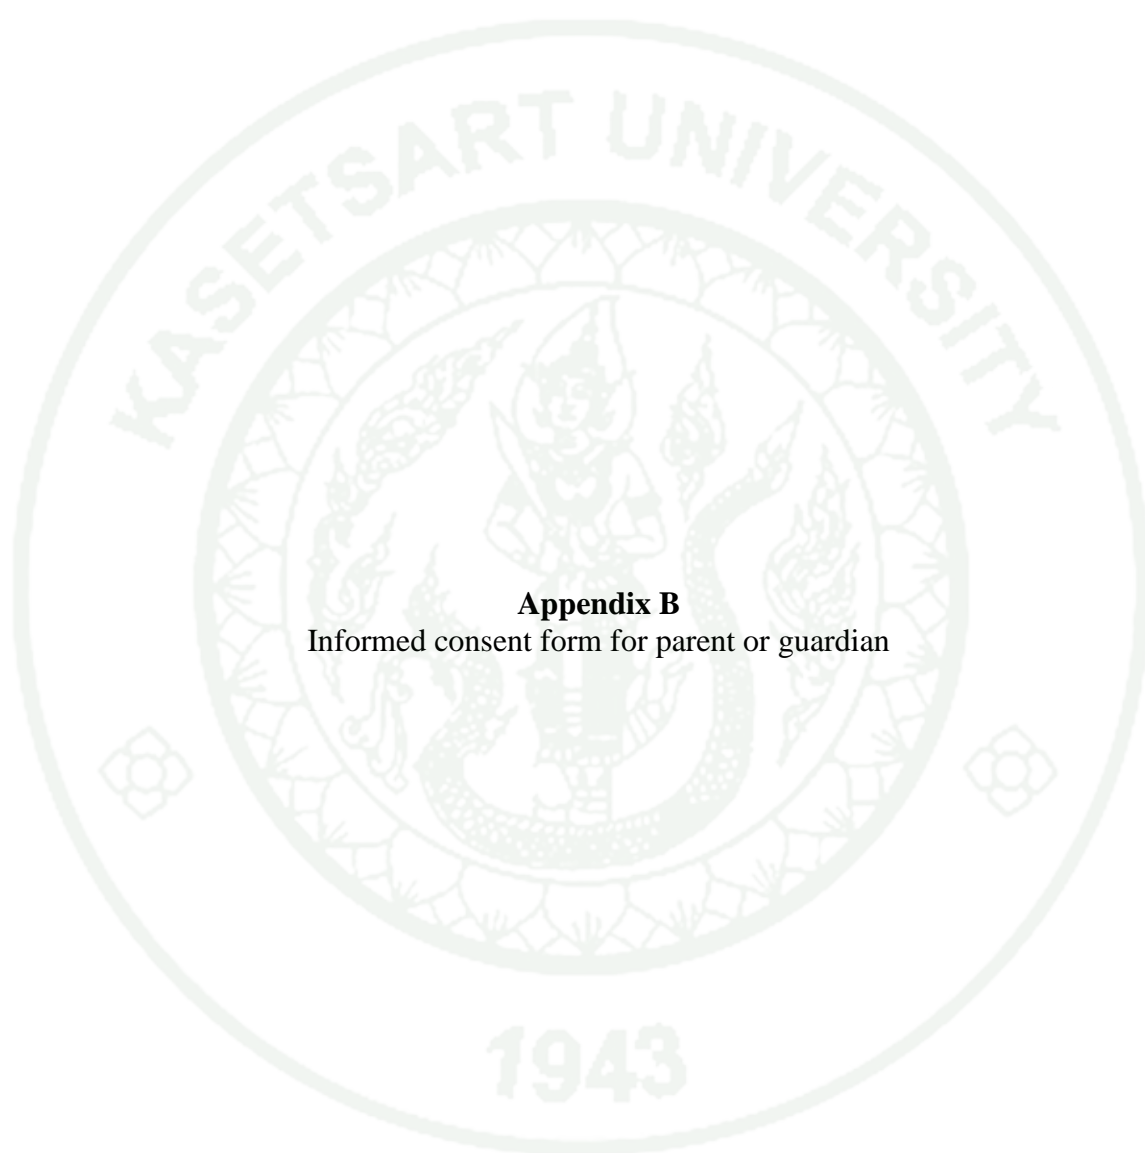 KASETSART UNIVERSITY
Appendix B
Informed consent form for parent or guardian
1943